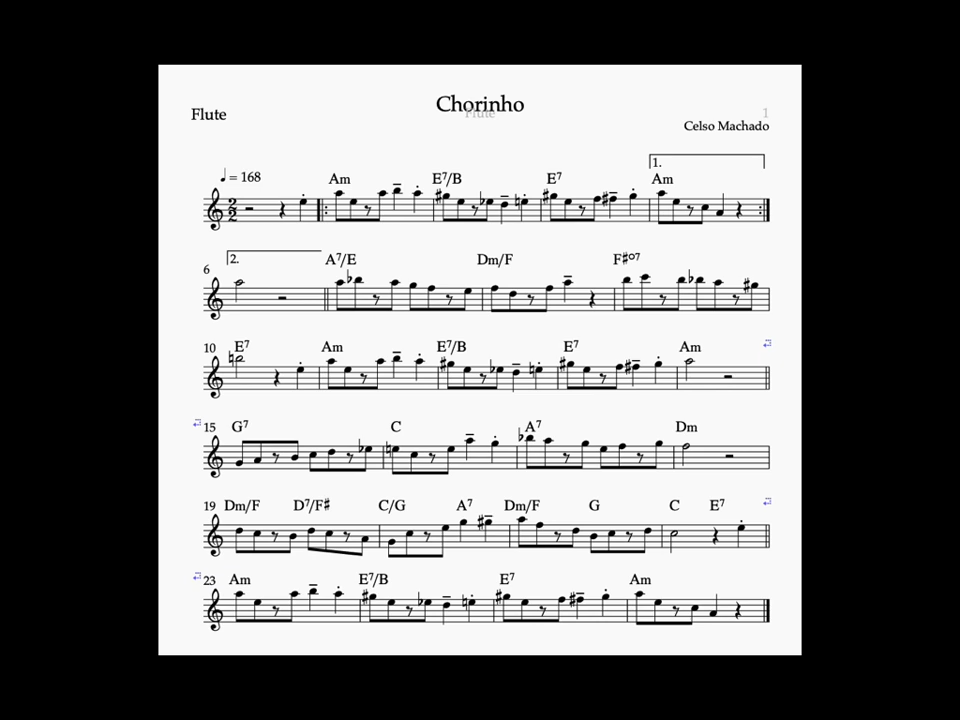 Chorinho
Flute
Flute
1
Celso Machado
♩ = 168
1.
Am E7/B E7 Am
2.
6 A7/E Dm/F F#o7
10 E7 Am E7/B E7 Am
15 G7 C A7 Dm
19 Dm/F D7/F# C/G A7 Dm/F G C E7
23 Am E7/B E7 Am